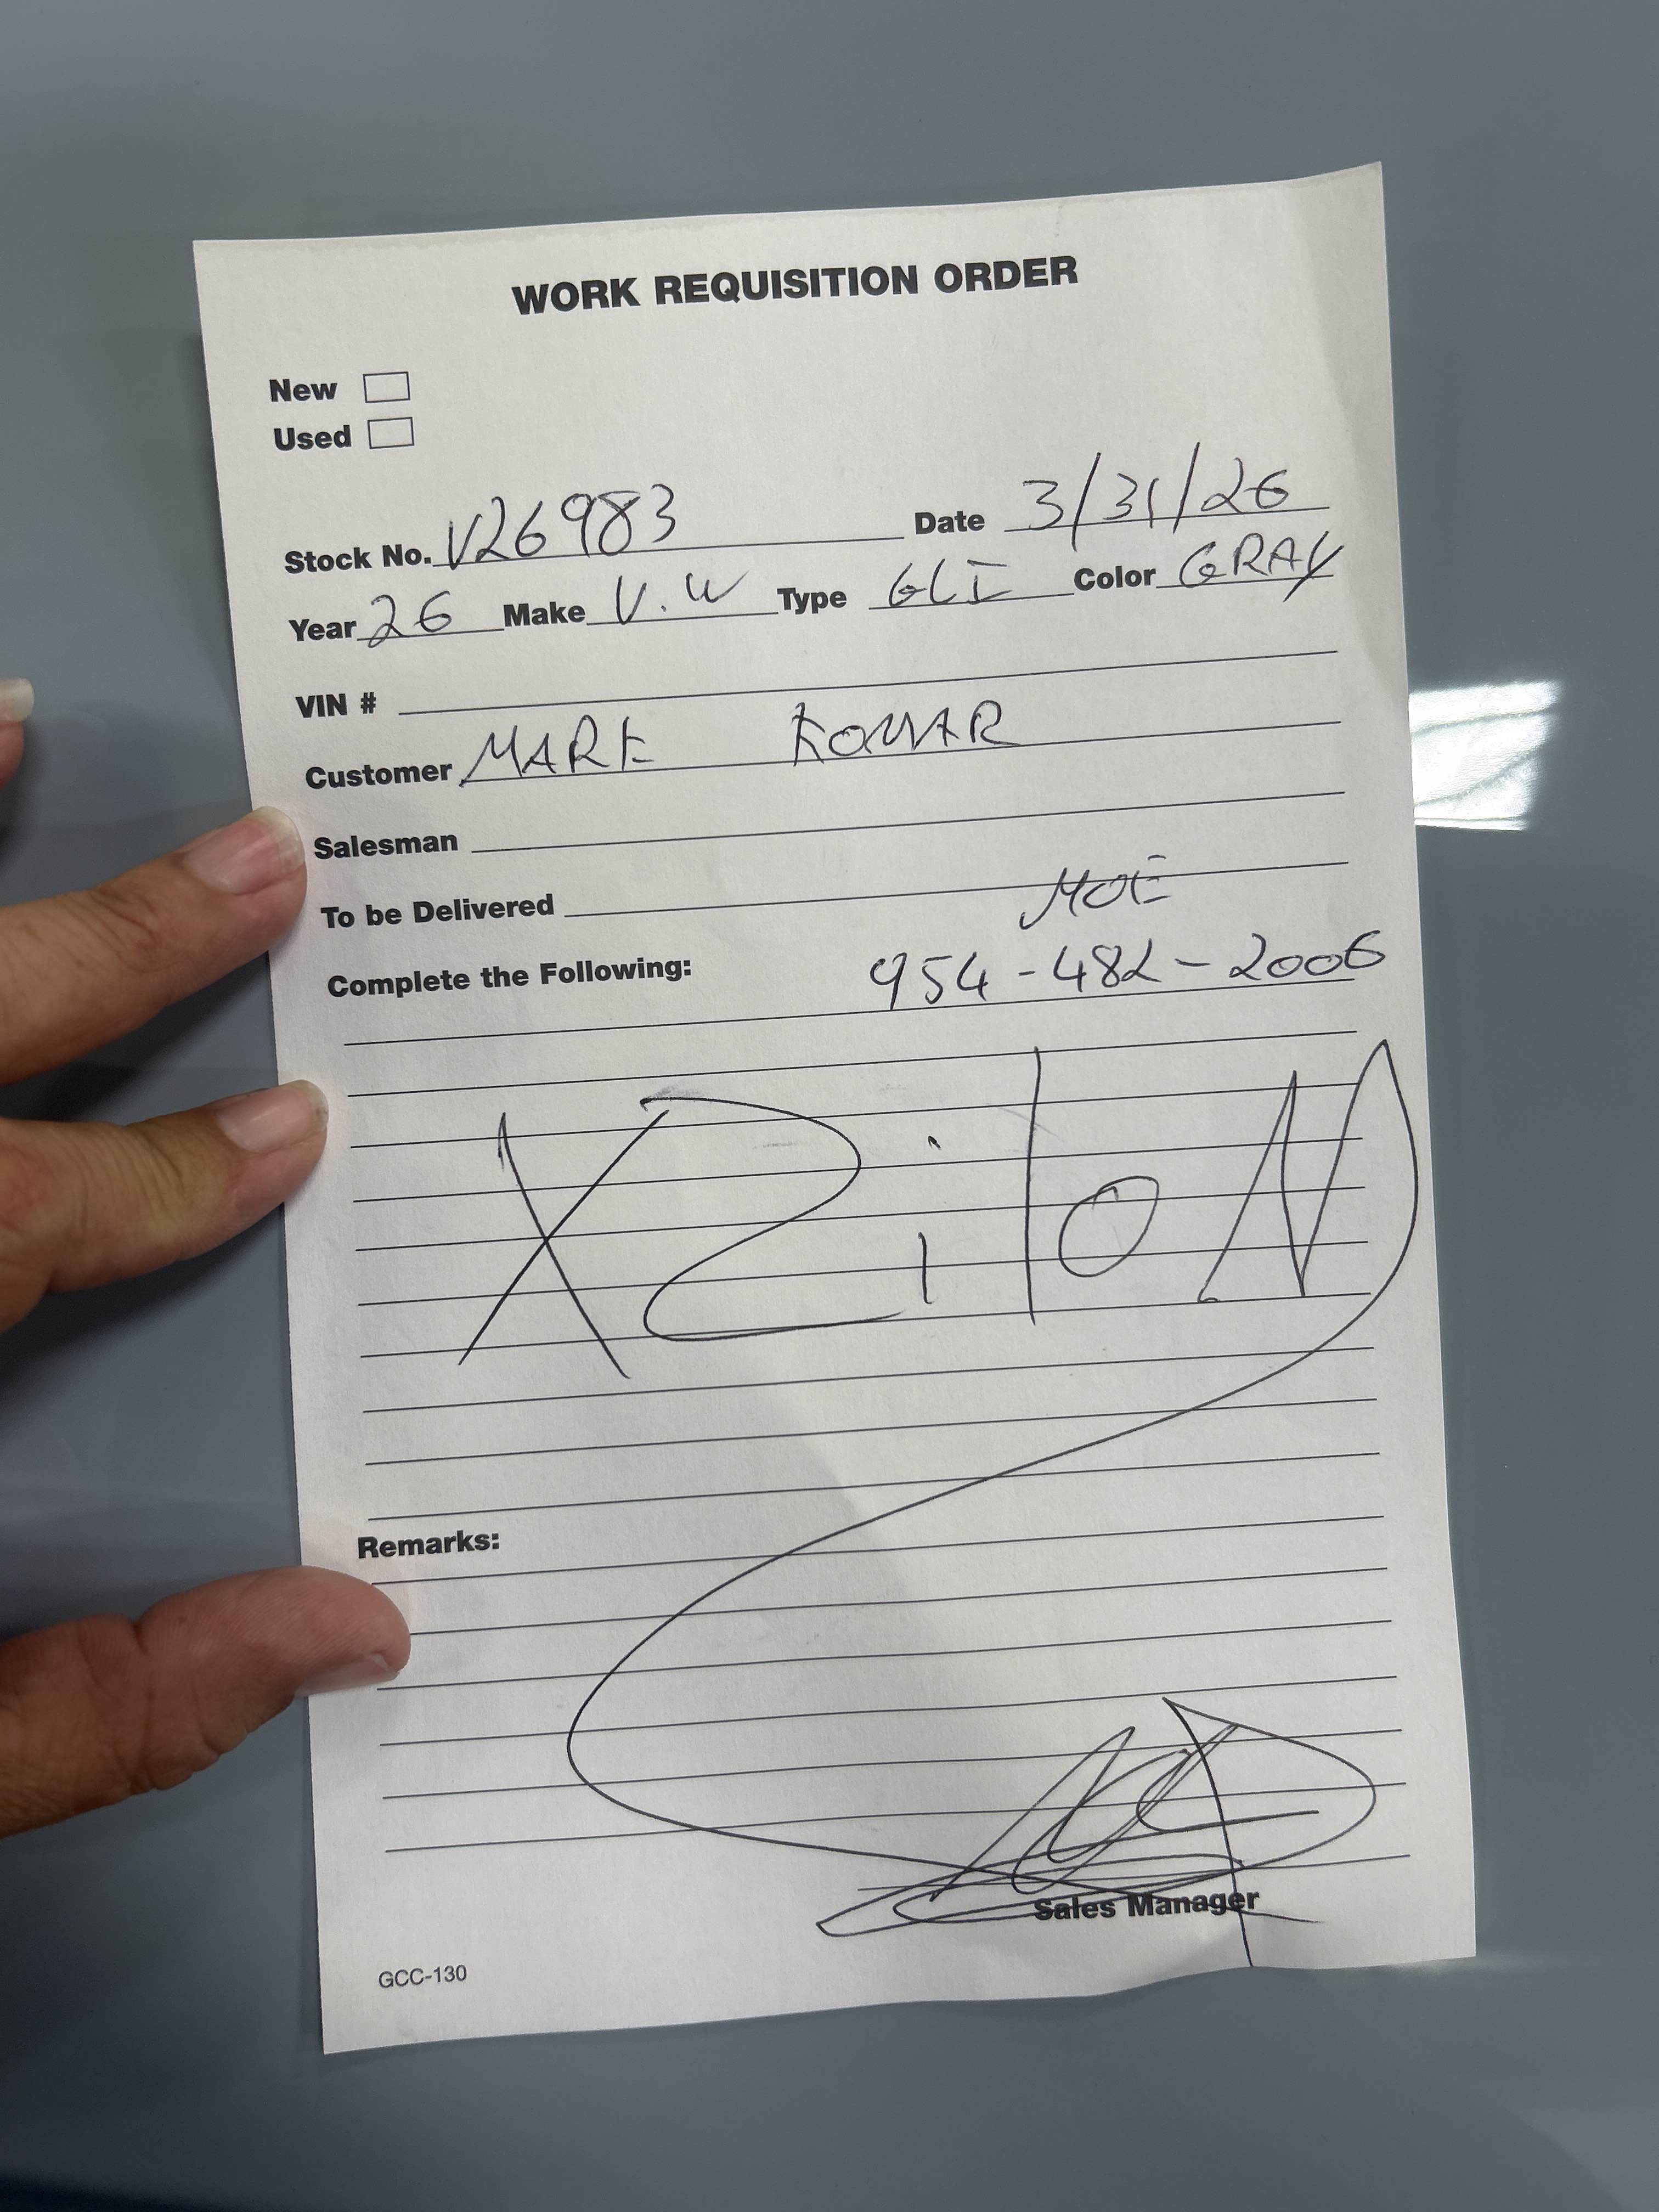 WORK REQUISITION ORDER
New
Used
Stock No. V26983 Date 3/31/26
Year 26 Make V.W Type GLI Color GRAY
VIN #
Customer MARK KOMAR
Salesman
To be Delivered
MOE
Complete the Following: 954-482-2006
XZilON
Remarks:
Sales Manager
GCC-130